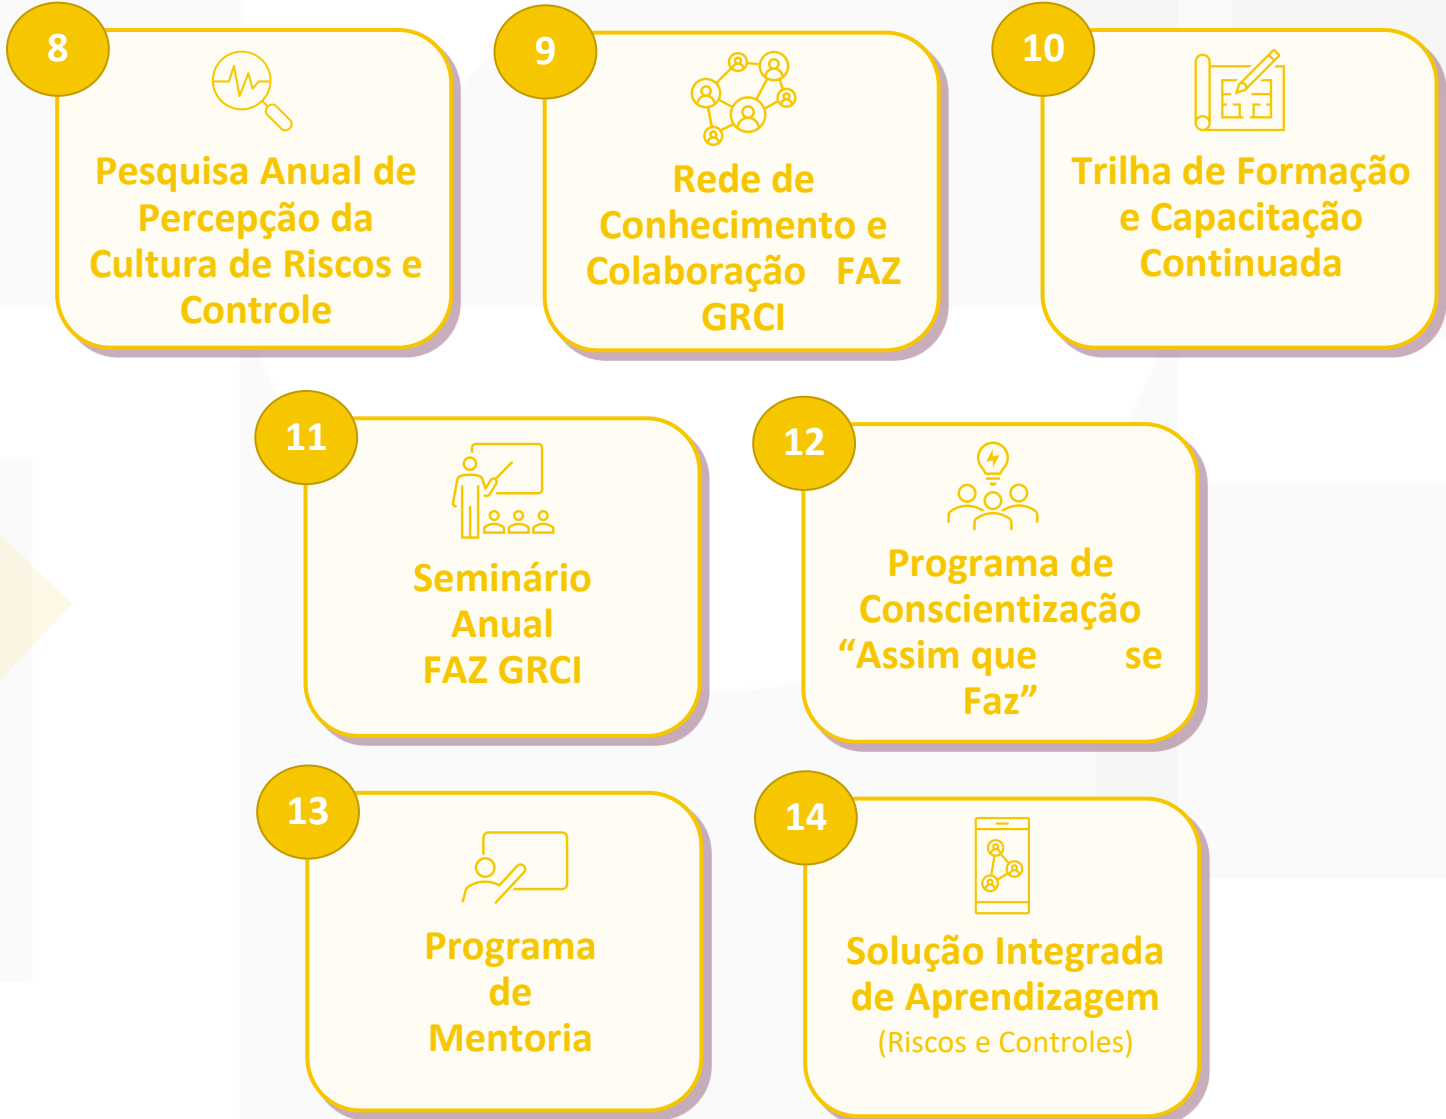 8
Pesquisa Anual de
Percepção da
Cultura de Riscos e
Controle
9
Rede de
Conhecimento e
Colaboração FAZ
GRCI
10
Trilha de Formação
e Capacitação
Continuada
11
Seminário
Anual
FAZ GRCI
12
Programa de
Conscientização
“Assim que se
Faz”
13
Programa
de
Mentoria
14
Solução Integrada
de Aprendizagem
(Riscos e Controles)